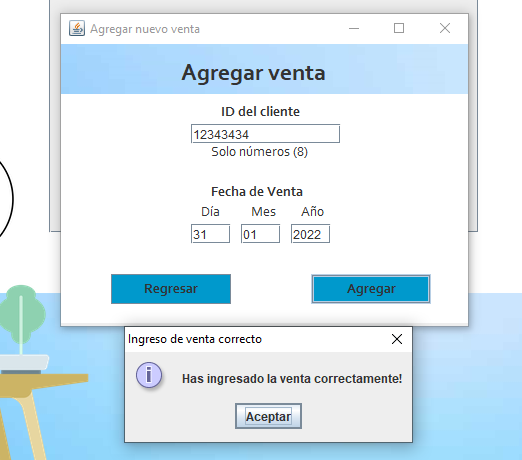 Agregar nuevo venta
Agregar venta
ID del cliente
12343434
Solo números (8)
Fecha de Venta
Día Mes Año
31 01 2022
Regresar Agregar
Ingreso de venta correcto
Has ingresado la venta correctamente!
Aceptar